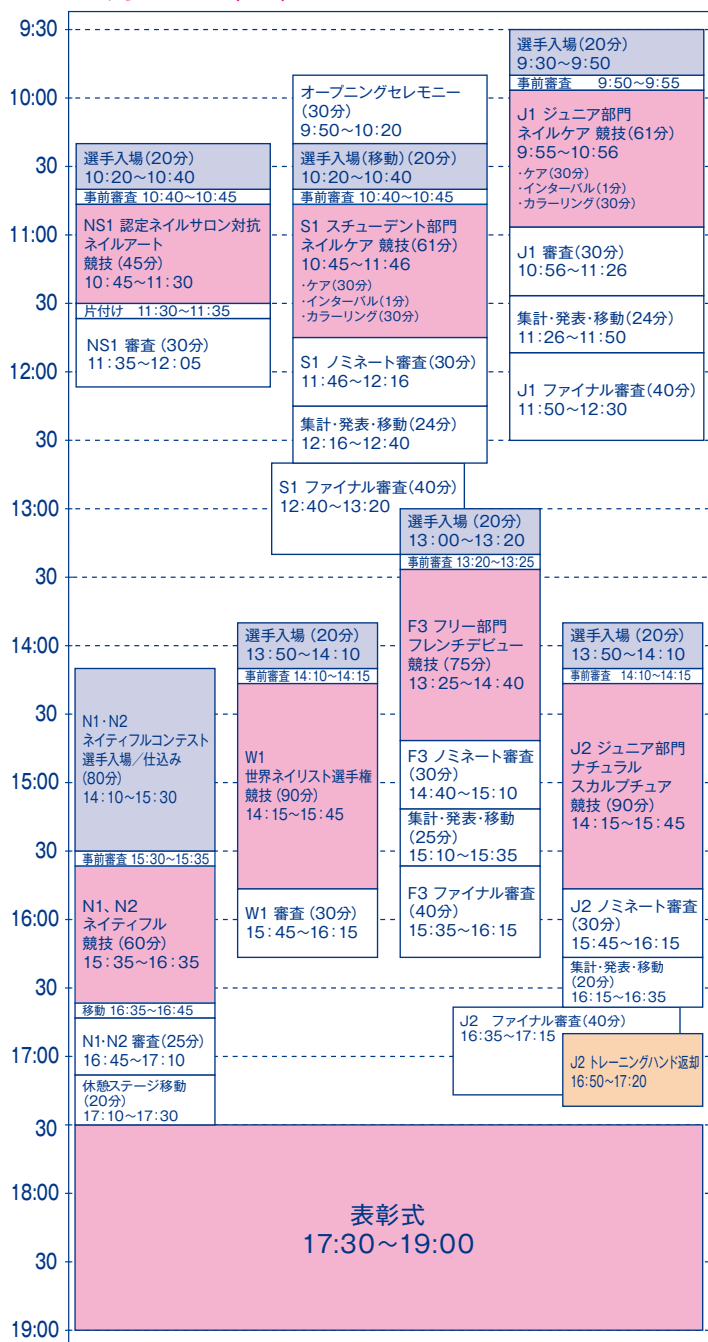 9:30
10:00
30
11:00
30
12:00
30
13:00
30
14:00
30
15:00
30
16:00
30
17:00
30
18:00
30
19:00
選手入場(20分)
10:20〜10:40
事前審査 10:40〜10:45
NS1 認定ネイルサロン対抗
ネイルアート
競技 (45分)
10:45〜11:30
片付け 11:30〜11:35
NS1 審査 (30分)
11:35〜12:05
オープニングセレモニー
(30分)
9:50〜10:20
選手入場(移動)(20分)
10:20〜10:40
事前審査 10:40〜10:45
S1 スチューデント部門
ネイルケア 競技(61分)
10:45〜11:46
・ケア(30分)
・インターバル(1分)
・カラーリング(30分)
S1 ノミネート審査(30分)
11:46〜12:16
集計・発表・移動(24分)
12:16〜12:40
S1 ファイナル審査(40分)
12:40〜13:20
選手入場(20分)
9:30〜9:50
事前審査 9:50〜9:55
J1 ジュニア部門
ネイルケア 競技(61分)
9:55〜10:56
・ケア(30分)
・インターバル(1分)
・カラーリング(30分)
J1 審査(30分)
10:56〜11:26
集計・発表・移動(24分)
11:26〜11:50
J1 ファイナル審査(40分)
11:50〜12:30
選手入場 (20分)
13:00〜13:20
事前審査 13:20〜13:25
F3 フリー部門
フレンチデビュー
競技 (75分)
13:25〜14:40
F3 ノミネート審査
(30分)
14:40〜15:10
集計・発表・移動
(25分)
15:10〜15:35
F3 ファイナル審査
(40分)
15:35〜16:15
N1・N2
ネイティフルコンテスト
選手入場/仕込み
(80分)
14:10〜15:30
事前審査 15:30〜15:35
N1、N2
ネイティフル
競技 (60分)
15:35〜16:35
移動 16:35〜16:45
N1・N2 審査(25分)
16:45〜17:10
休憩ステージ移動
(20分)
17:10〜17:30
選手入場 (20分)
13:50〜14:10
事前審査 14:10〜14:15
W1
世界ネイリスト選手権
競技 (90分)
14:15〜15:45
W1 審査 (30分)
15:45〜16:15
選手入場 (20分)
13:50〜14:10
事前審査 14:10〜14:15
J2 ジュニア部門
ナチュラル
スカルプチュア
競技 (90分)
14:15〜15:45
J2 ノミネート審査
(30分)
15:45〜16:15
集計・発表・移動
(20分)
16:15〜16:35
J2 ファイナル審査(40分)
16:35〜17:15
J2 トレーニングハンド返却
16:50〜17:20
表彰式
17:30〜19:00